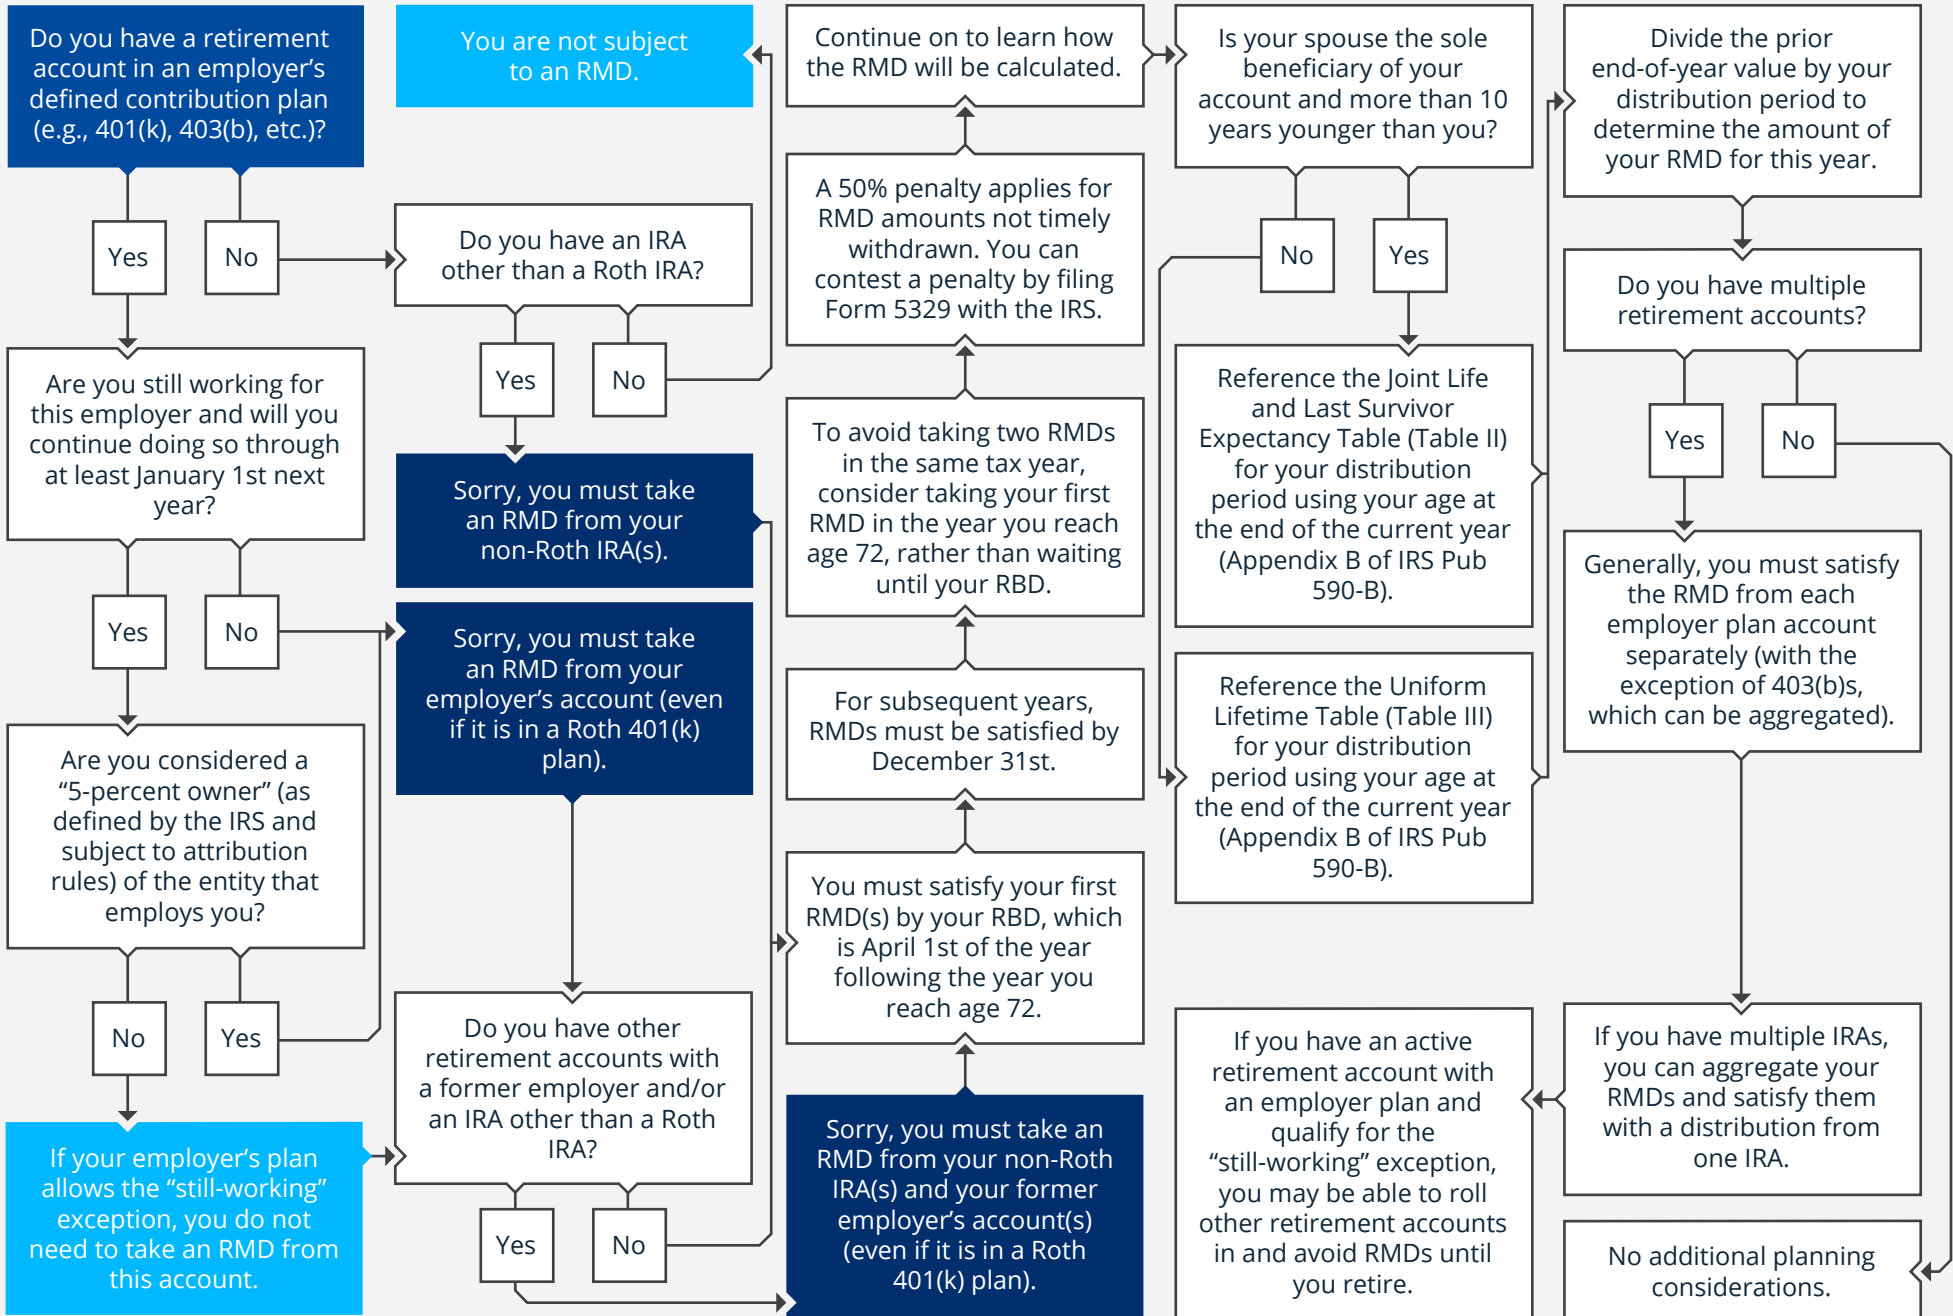 Do you have a retirement
account in an employer’s
defined contribution plan
(e.g., 401(k), 403(b), etc.)?
Yes
No
Are you still working for
this employer and will you
continue doing so through
at least January 1st next
year?
Yes
No
Are you considered a
“5-percent owner” (as
defined by the IRS and
subject to attribution
rules) of the entity that
employs you?
No
Yes
If your employer’s plan
allows the “still-working”
exception, you do not
need to take an RMD from
this account.
You are not subject
to an RMD.
Do you have an IRA
other than a Roth IRA?
Yes
No
Sorry, you must take
an RMD from your
non-Roth IRA(s).
Sorry, you must take
an RMD from your
employer’s account (even
if it is in a Roth 401(k)
plan).
Do you have other
retirement accounts with
a former employer and/or
an IRA other than a Roth
IRA?
Yes
No
Continue on to learn how
the RMD will be calculated.
A 50% penalty applies for
RMD amounts not timely
withdrawn. You can
contest a penalty by filing
Form 5329 with the IRS.
To avoid taking two RMDs
in the same tax year,
consider taking your first
RMD in the year you reach
age 72, rather than waiting
until your RBD.
For subsequent years,
RMDs must be satisfied by
December 31st.
You must satisfy your first
RMD(s) by your RBD, which
is April 1st of the year
following the year you
reach age 72.
Sorry, you must take an
RMD from your non-Roth
IRA(s) and your former
employer’s account(s)
(even if it is in a Roth
401(k) plan).
Is your spouse the sole
beneficiary of your
account and more than 10
years younger than you?
No
Yes
Reference the Joint Life
and Last Survivor
Expectancy Table (Table II)
for your distribution
period using your age at
the end of the current year
(Appendix B of IRS Pub
590-B).
Reference the Uniform
Lifetime Table (Table III)
for your distribution
period using your age at
the end of the current year
(Appendix B of IRS Pub
590-B).
If you have an active
retirement account with
an employer plan and
qualify for the
“still-working” exception,
you may be able to roll
other retirement accounts
in and avoid RMDs until
you retire.
Divide the prior
end-of-year value by your
distribution period to
determine the amount of
your RMD for this year.
Do you have multiple
retirement accounts?
Yes
No
Generally, you must satisfy
the RMD from each
employer plan account
separately (with the
exception of 403(b)s,
which can be aggregated).
If you have multiple IRAs,
you can aggregate your
RMDs and satisfy them
with a distribution from
one IRA.
No additional planning
considerations.